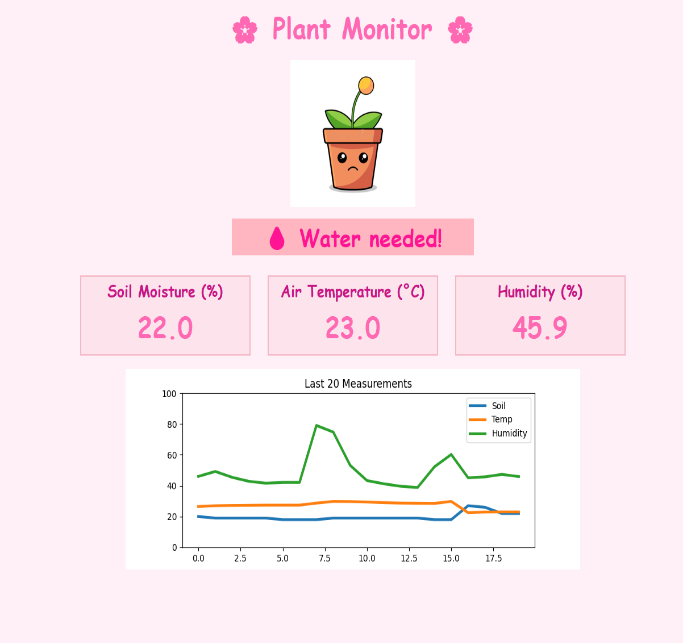 Plant Monitor
Water needed!
Soil Moisture (%)
22.0
Air Temperature (°C)
23.0
Humidity (%)
45.9
Last 20 Measurements
100
80
60
40
20
0
Soil
Temp
Humidity
0.0 2.5 5.0 7.5 10.0 12.5 15.0 17.5